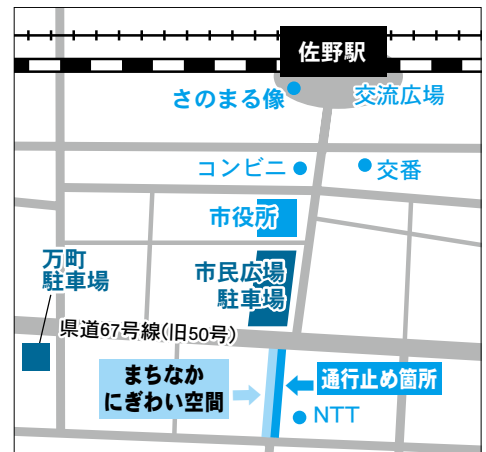 佐野駅
さのまる像
交流広場
コンビニ
交番
市役所
万町
駐車場
市民広場
駐車場
県道67号線(旧50号)
まちなか
にぎわい空間
通行止め箇所
NTT